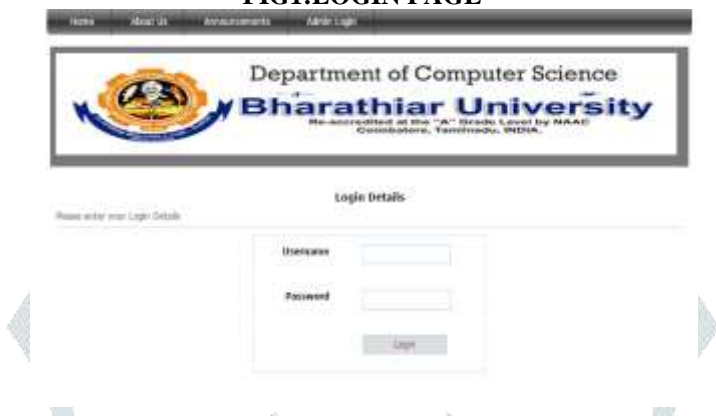 FIG1.LOGIN PAGE
Home About Us Announcements Admin Login
Department of Computer Science
Bharathiar University
Re-accredited at the "A" Grade Level by NAAC
Coimbatore, Tamilnadu, INDIA.
Login Details
Please enter your Login Details
Username
Password
Login